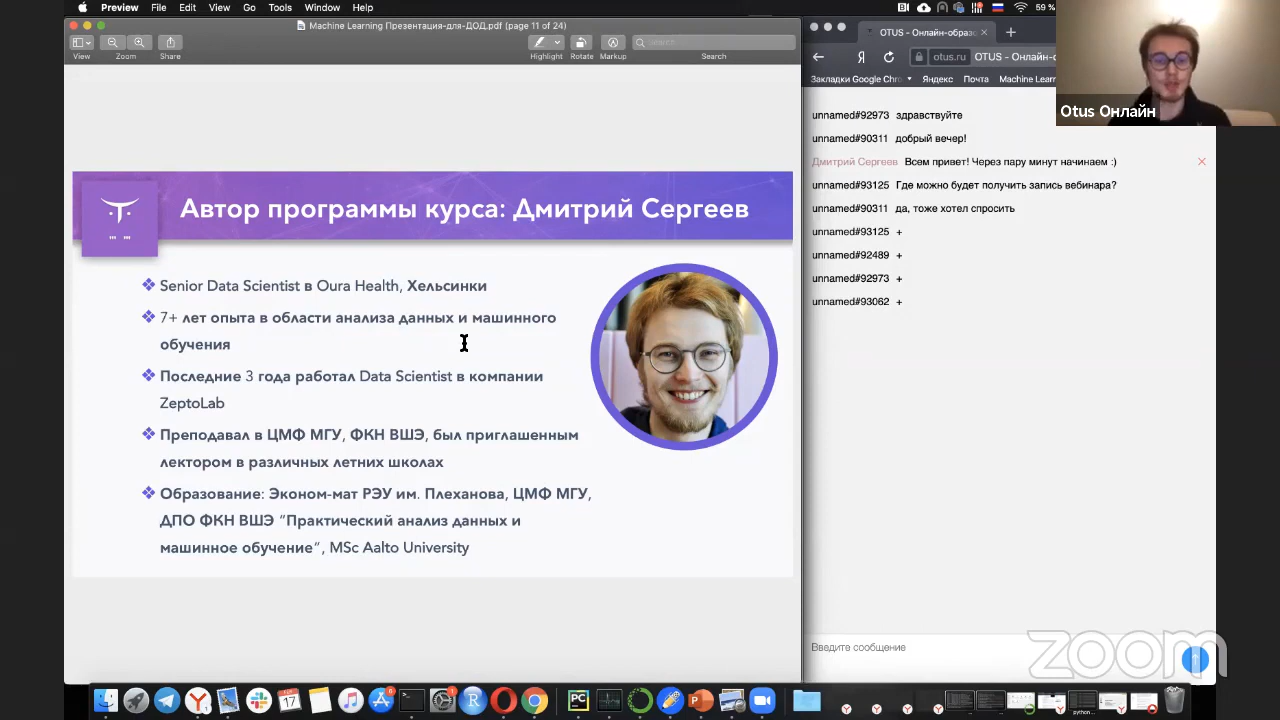 Preview File Edit View Go Tools Window Help
59 %
Machine Learning Презентация-для-ДОД.pdf (page 11 of 24)
View Zoom Share Highlight Rotate Markup Search
Search
Автор программы курса: Дмитрий Сергеев
❖ Senior Data Scientist в Oura Health, Хельсинки
❖ 7+ лет опыта в области анализа данных и машинного
обучения
❖ Последние 3 года работал Data Scientist в компании
ZeptoLab
❖ Преподавал в ЦМФ МГУ, ФКН ВШЭ, был приглашенным
лектором в различных летних школах
❖ Образование: Эконом-мат РЭУ им. Плеханова, ЦМФ МГУ,
ДПО ФКН ВШЭ “Практический анализ данных и
машинное обучение”, MSc Aalto University
OTUS - Онлайн-образо
otus.ru OTUS - Онлайн-о
Закладки Google Chro Яндекс Почта Machine Lear
Otus Онлайн
unnamed#92973 здравствуйте
unnamed#90311 добрый вечер!
Дмитрий Сергеев Всем привет! Через пару минут начинаем :)
unnamed#93125 Где можно будет получить запись вебинара?
unnamed#90311 да, тоже хотел спросить
unnamed#93125 +
unnamed#92489 +
unnamed#92973 +
unnamed#93062 +
Введите сообщение
zoom